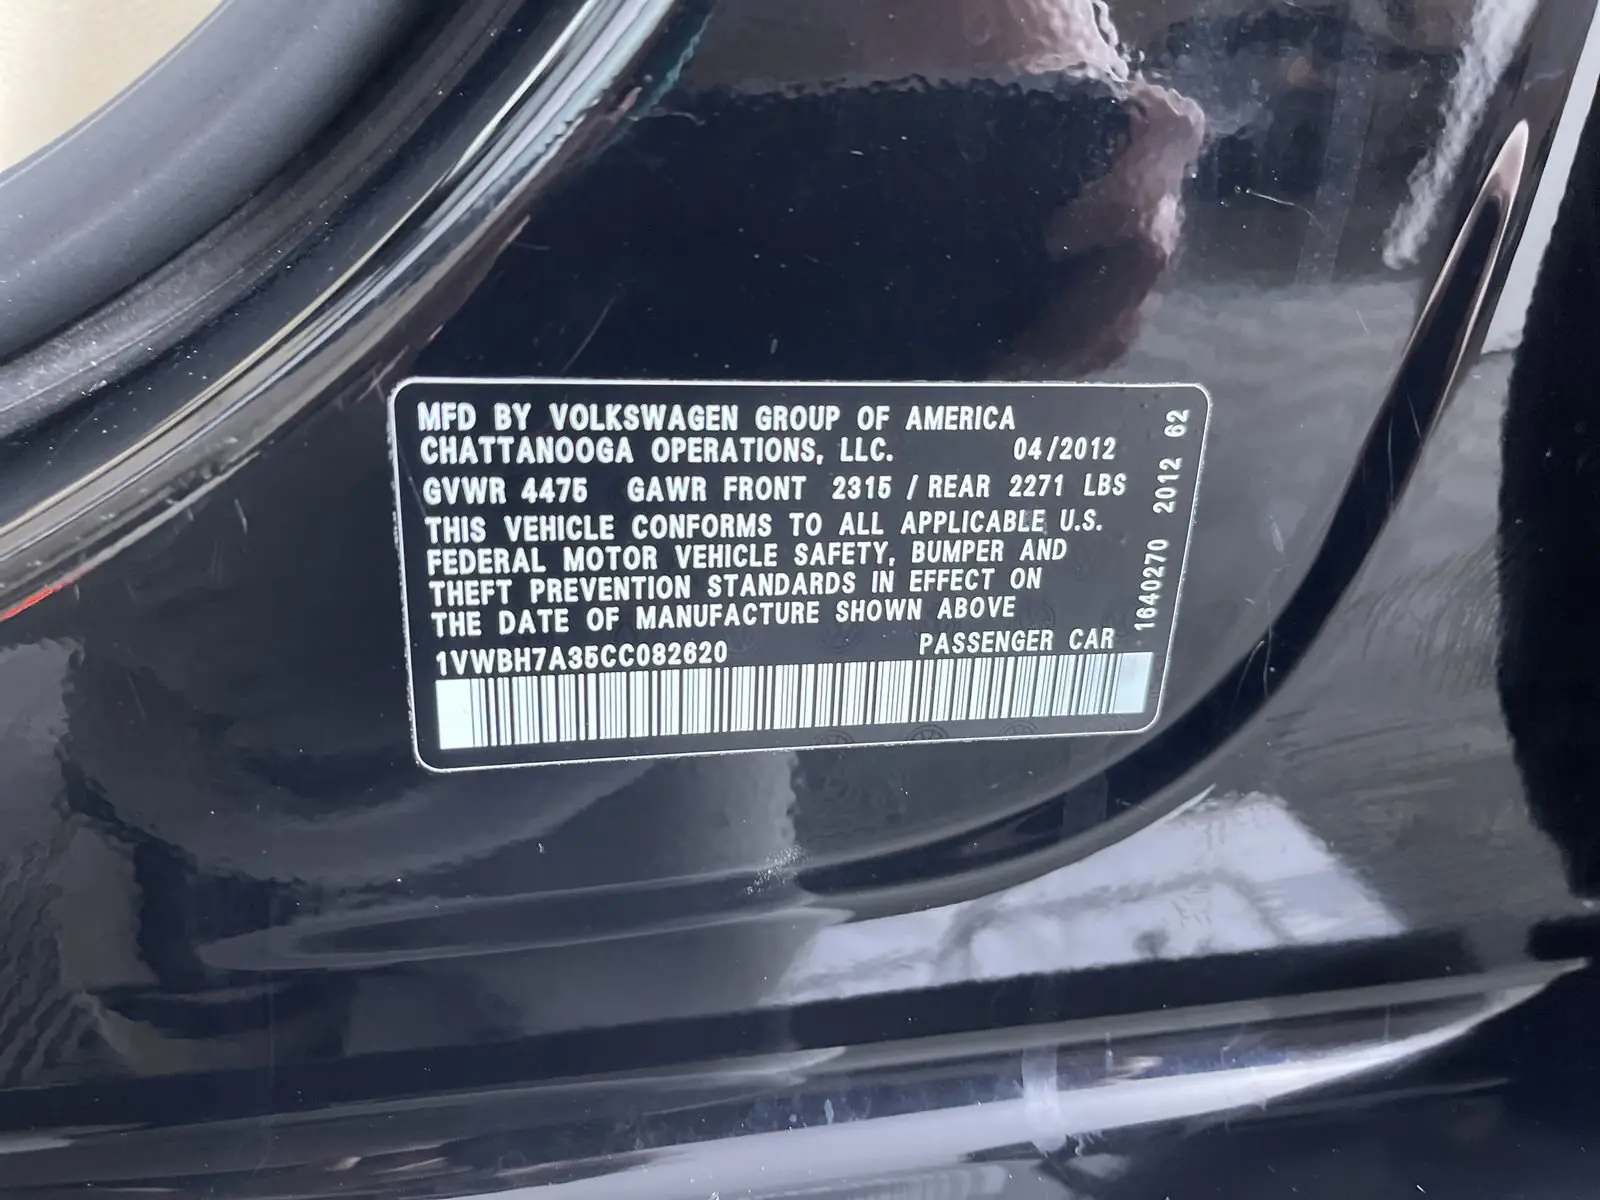 MFD BY VOLKSWAGEN GROUP OF AMERICA
CHATTANOOGA OPERATIONS, LLC. 04/2012
GVWR 4475 GAWR FRONT 2315 / REAR 2271 LBS
THIS VEHICLE CONFORMS TO ALL APPLICABLE U.S.
FEDERAL MOTOR VEHICLE SAFETY, BUMPER AND
THEFT PREVENTION STANDARDS IN EFFECT ON
THE DATE OF MANUFACTURE SHOWN ABOVE
1VWBH7A35CC082620 PASSENGER CAR
1640270 2012 62